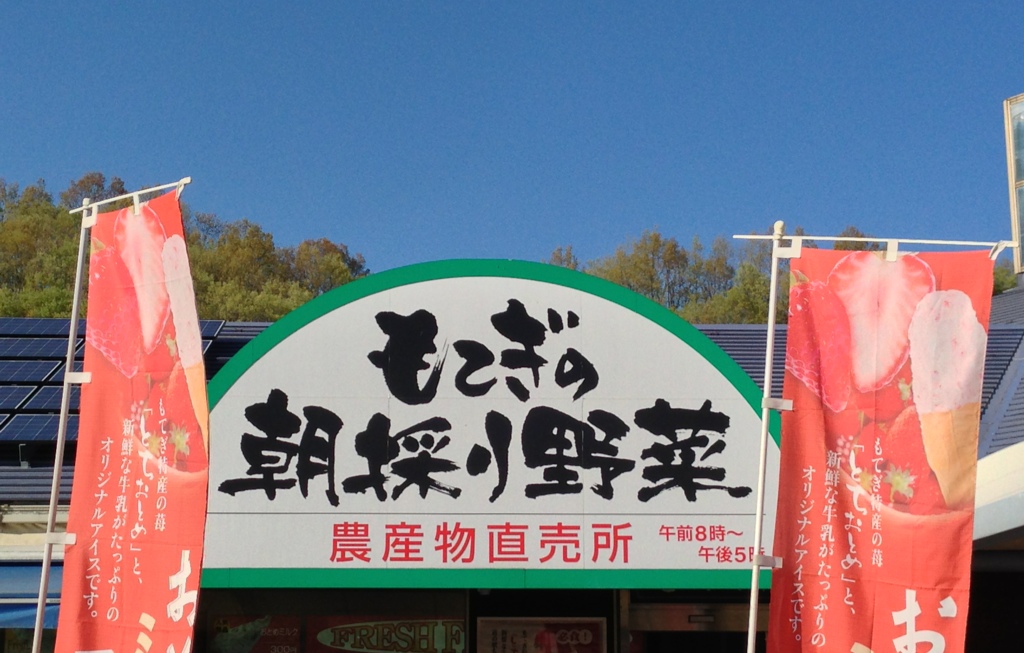 もてぎの
朝採り野菜
農産物直売所
午前8時～
午後5時
もてぎ特産の苺
「とちおとめ」と、
新鮮な牛乳がたっぷりの
オリジナルアイスです。
お
もてぎ特産の苺
「とちおとめ」と、
新鮮な牛乳がたっぷりの
オリジナルアイスです。
お
FRESH F